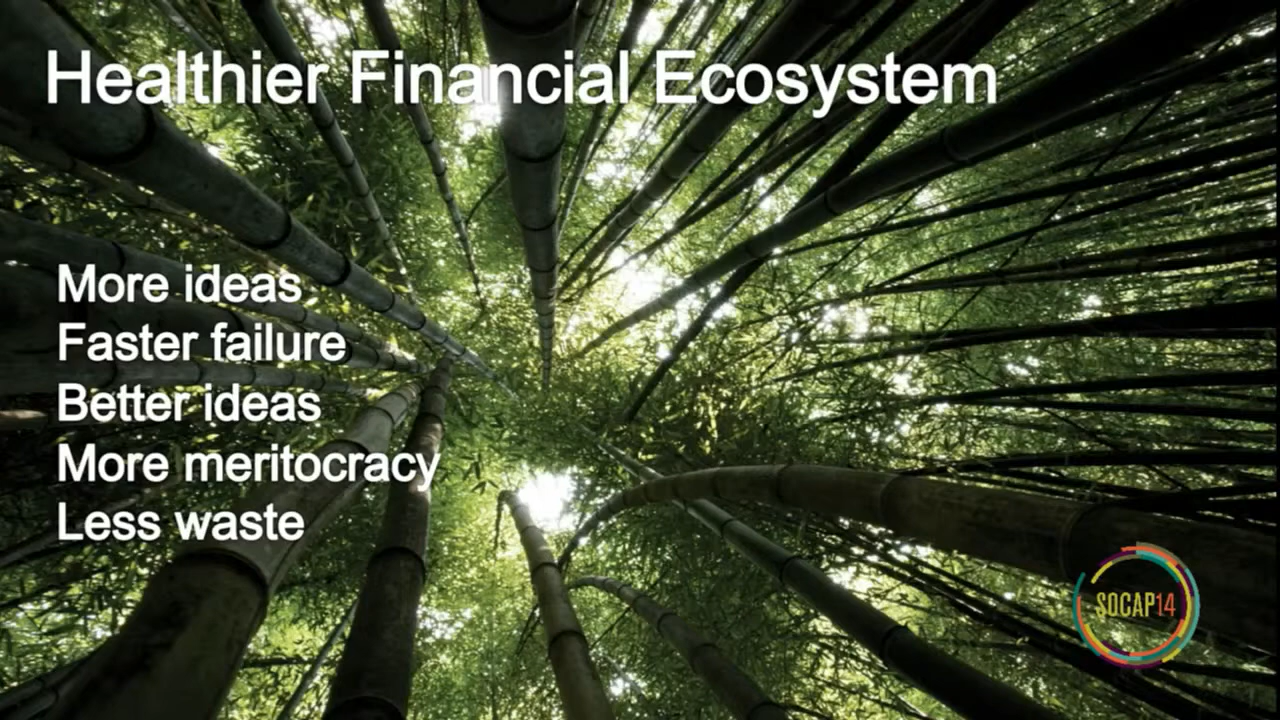 Healthier Financial Ecosystem
More ideas
Faster failure
Better ideas
More meritocracy
Less waste
SOCAP14